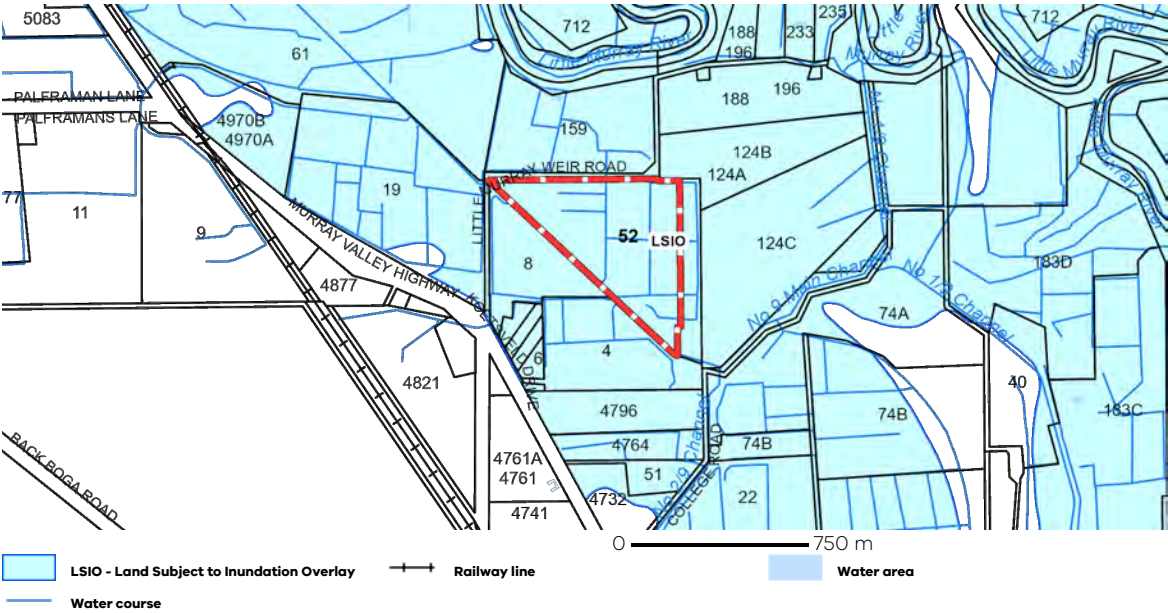 5083
712
Little Murray River
188
196
233
235
Little
Murray River
712
Little Murray River
61
PALFRAMAN LANE
PALFRAMANS LANE
4970B
4970A
159
188
196
124B
124A
LITTLE MURRAY WEIR ROAD
77
11
9
19
MURRAY VALLEY HIGHWAY
8
52
LSIO
124C
183D
No 9 Main Channel
No 1/9 Channel
74A
4877
6
4
40
4821
4796
74B
183C
4764
74B
4761A
4761
51
No 2/9 Channel
COLLEGE ROAD
22
4732
4741
BACK BOGA ROAD
0
750 m
LSIO - Land Subject to Inundation Overlay
Railway line
Water area
Water course